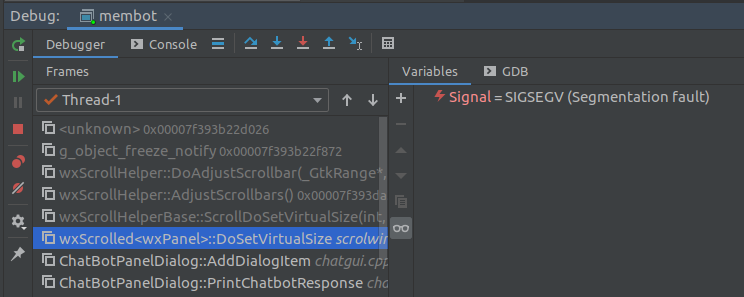 Debug: membot ×
Debugger Console
Frames
Thread-1
<unknown> 0x00007f393b22d026
g_object_freeze_notify 0x00007f393b22f872
wxScrollHelper::DoAdjustScrollbar(_GtkRange*,
wxScrollHelper::AdjustScrollbars() 0x00007f393da
wxScrollHelperBase::ScrollDoSetVirtualSize(int,
wxScrolled<wxPanel>::DoSetVirtualSize scrolwin
ChatBotPanelDialog::AddDialogItem chatgui.cpp
ChatBotPanelDialog::PrintChatbotResponse cha
Variables GDB
Signal = SIGSEGV (Segmentation fault)